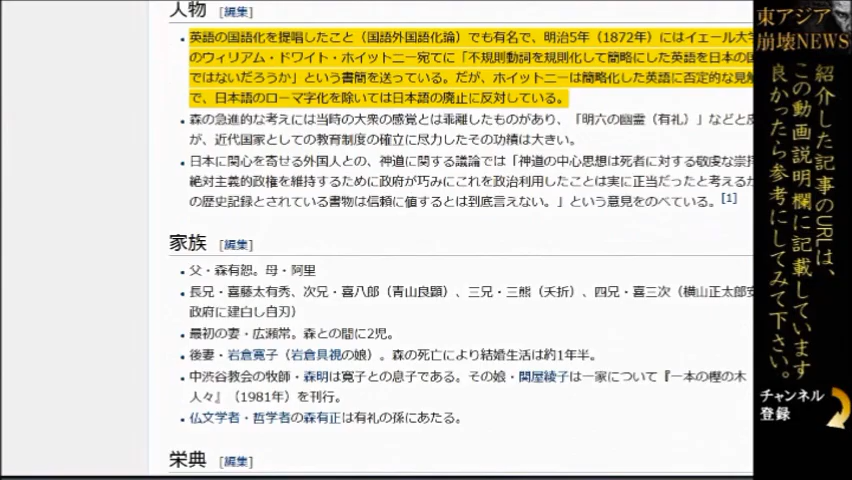 人物 [編集]
英語の国語化を提唱したこと（国語外国語化論）でも有名で、明治5年（1872年）にはイェール大学
のウィリアム・ドワイト・ホイットニー宛てに「不規則動詞を規則化して簡略にした英語を日本の国
ではないだろうか」という書簡を送っている。だが、ホイットニーは簡略化した英語に否定的な見解
で、日本語のローマ字化を除いては日本語の廃止に反対している。
森の急進的な考えには当時の大衆の感覚とは乖離したものがあり、「明六の幽霊（有礼）」などと皮
が、近代国家としての教育制度の確立に尽力したその功績は大きい。
日本に関心を寄せる外国人との、神道に関する議論では「神道の中心思想は死者に対する敬虔な崇拝
絶対主義的政権を維持するために政府が巧みにこれを政治利用したことは実に正当だったと考えるが
の歴史記録とされている書物は信頼に値するとは到底言えない。」という意見をのべている。[1]
家族 [編集]
父・森有恕。母・阿里
長兄・喜藤太有秀、次兄・喜八郎（青山良顕）、三兄・三熊（夭折）、四兄・喜三次（横山正太郎安
政府に建白し自刃）
最初の妻・広瀬常。森との間に2児。
後妻・岩倉寛子（岩倉具視の娘）。森の死亡により結婚生活は約1年半。
中渋谷教会の牧師・森明は寛子との息子である。その娘・関屋綾子は一家について『一本の樫の木
人々』（1981年）を刊行。
仏文学者・哲学者の森有正は有礼の孫にあたる。
栄典 [編集]
東アジア
崩壊NEWS
紹介した記事のURLは、
この動画説明欄に記載しています
良かったら参考にしてみて下さい。
チャンネル
登録